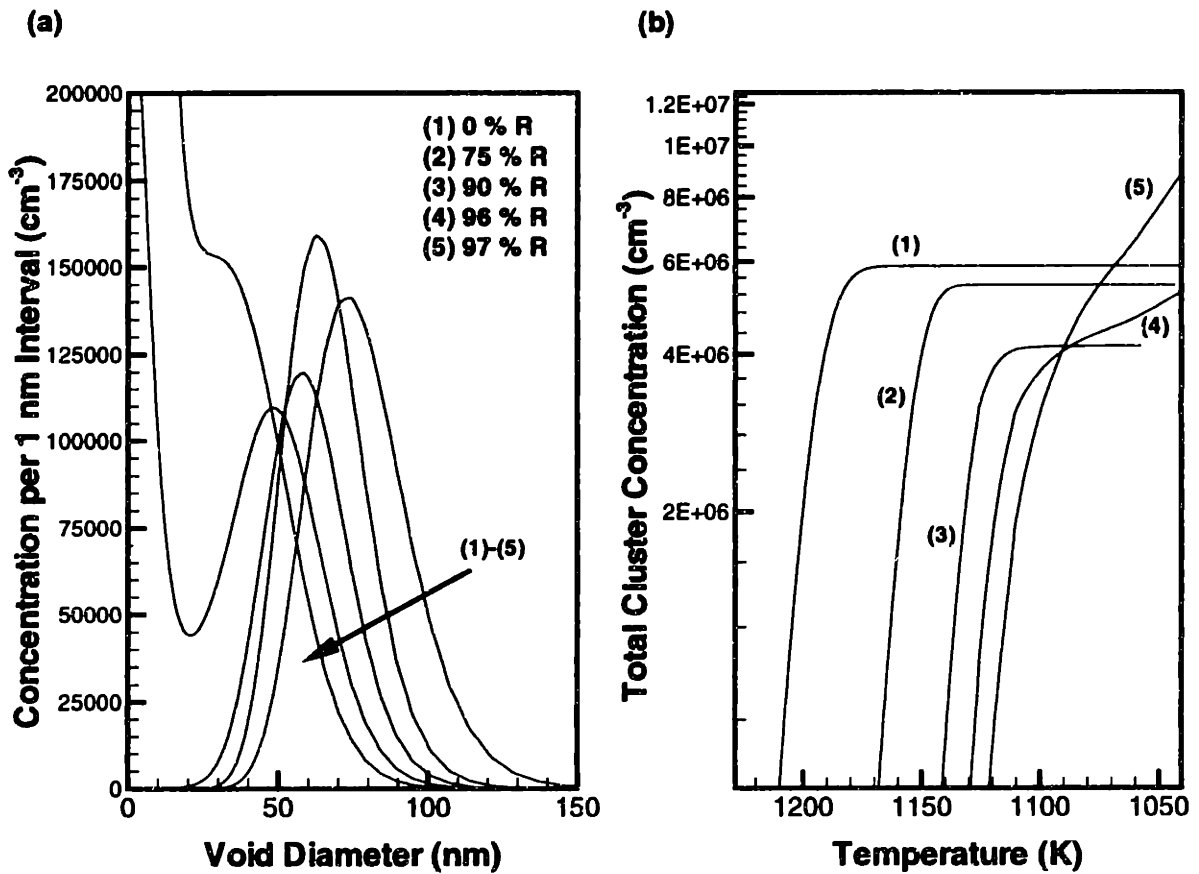 (a)
Concentration per 1 nm Interval (cm-3)
200000
175000
150000
125000
100000
75000
50000
25000
0
0 50 100 150
Void Diameter (nm)
(1) 0 % R
(2) 75 % R
(3) 90 % R
(4) 96 % R
(5) 97 % R
(1)-(5)
(b)
Total Cluster Concentration (cm-3)
1.2E+07
1E+07
8E+06
6E+06
4E+06
2E+06
1200 1150 1100 1050
Temperature (K)
(1)
(2)
(3)
(4)
(5)